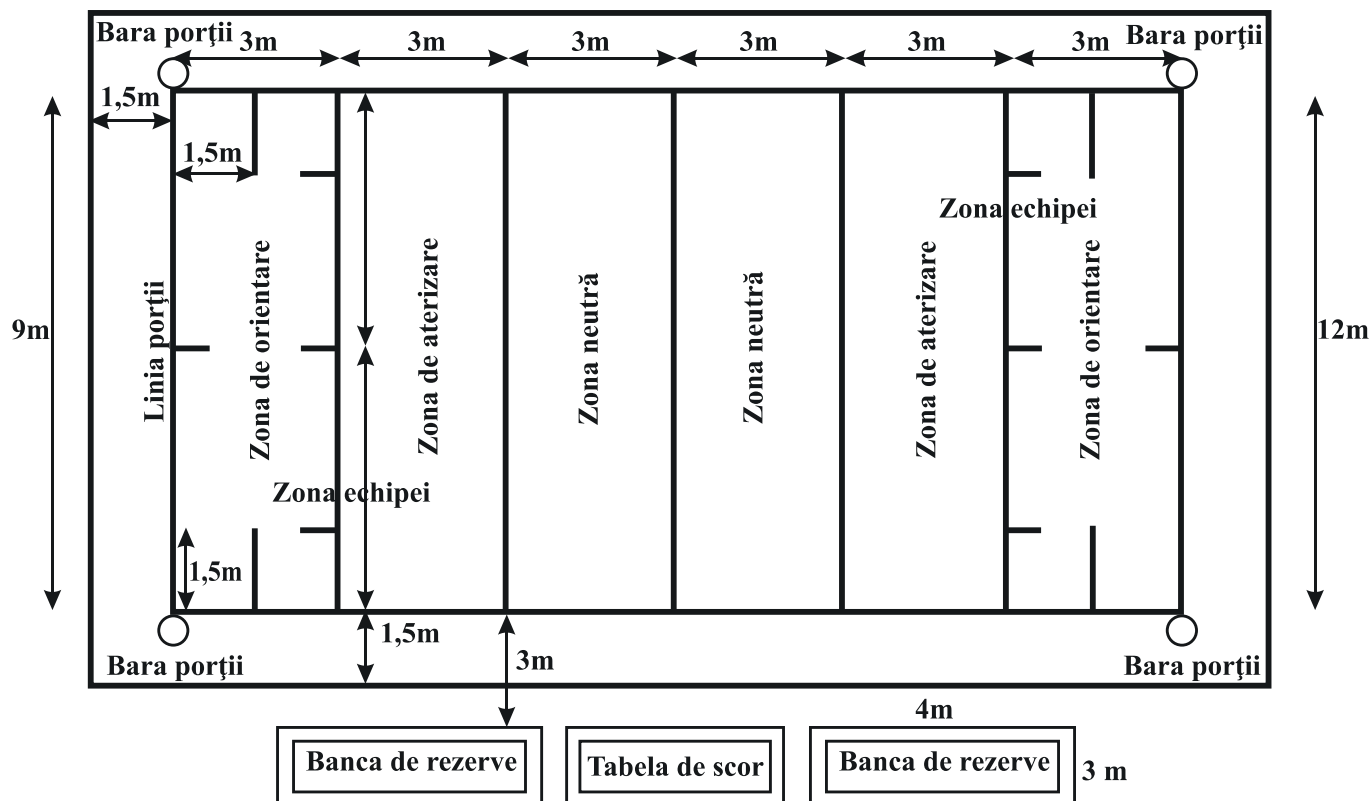 Bara porţii
3m
3m
3m
3m
3m
3m
Bara porţii
1,5m
1,5m
Zona echipei
9m
Linia porţii
Zona de orientare
Zona de aterizare
Zona neutră
Zona neutră
Zona de aterizare
Zona de orientare
12m
Zona echipei
1,5m
1,5m
3m
Bara porţii
Bara porţii
4m
Banca de rezerve
Tabela de scor
Banca de rezerve
3 m